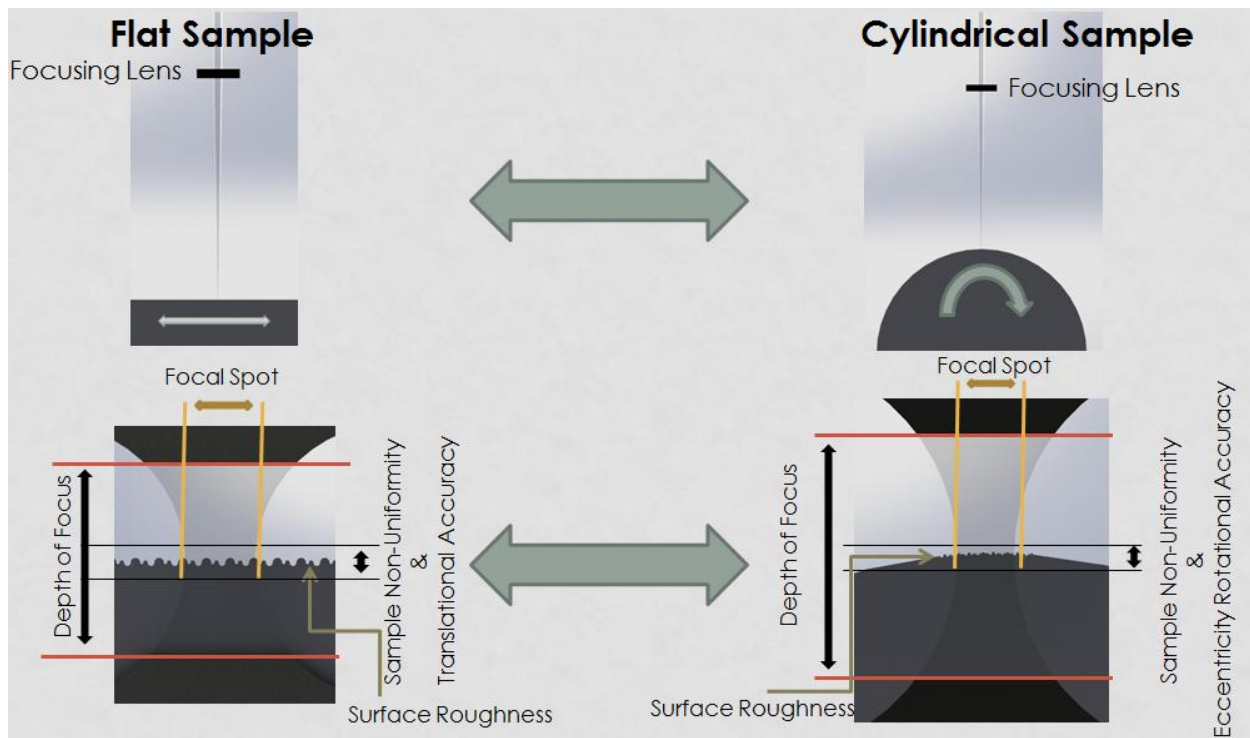 Flat Sample
Focusing Lens
Focal Spot
Depth of Focus
Sample Non-Uniformity
&
Translational Accuracy
Surface Roughness
Cylindrical Sample
Focusing Lens
Focal Spot
Depth of Focus
Sample Non-Uniformity
&
Eccentricity Rotational Accuracy
Surface Roughness